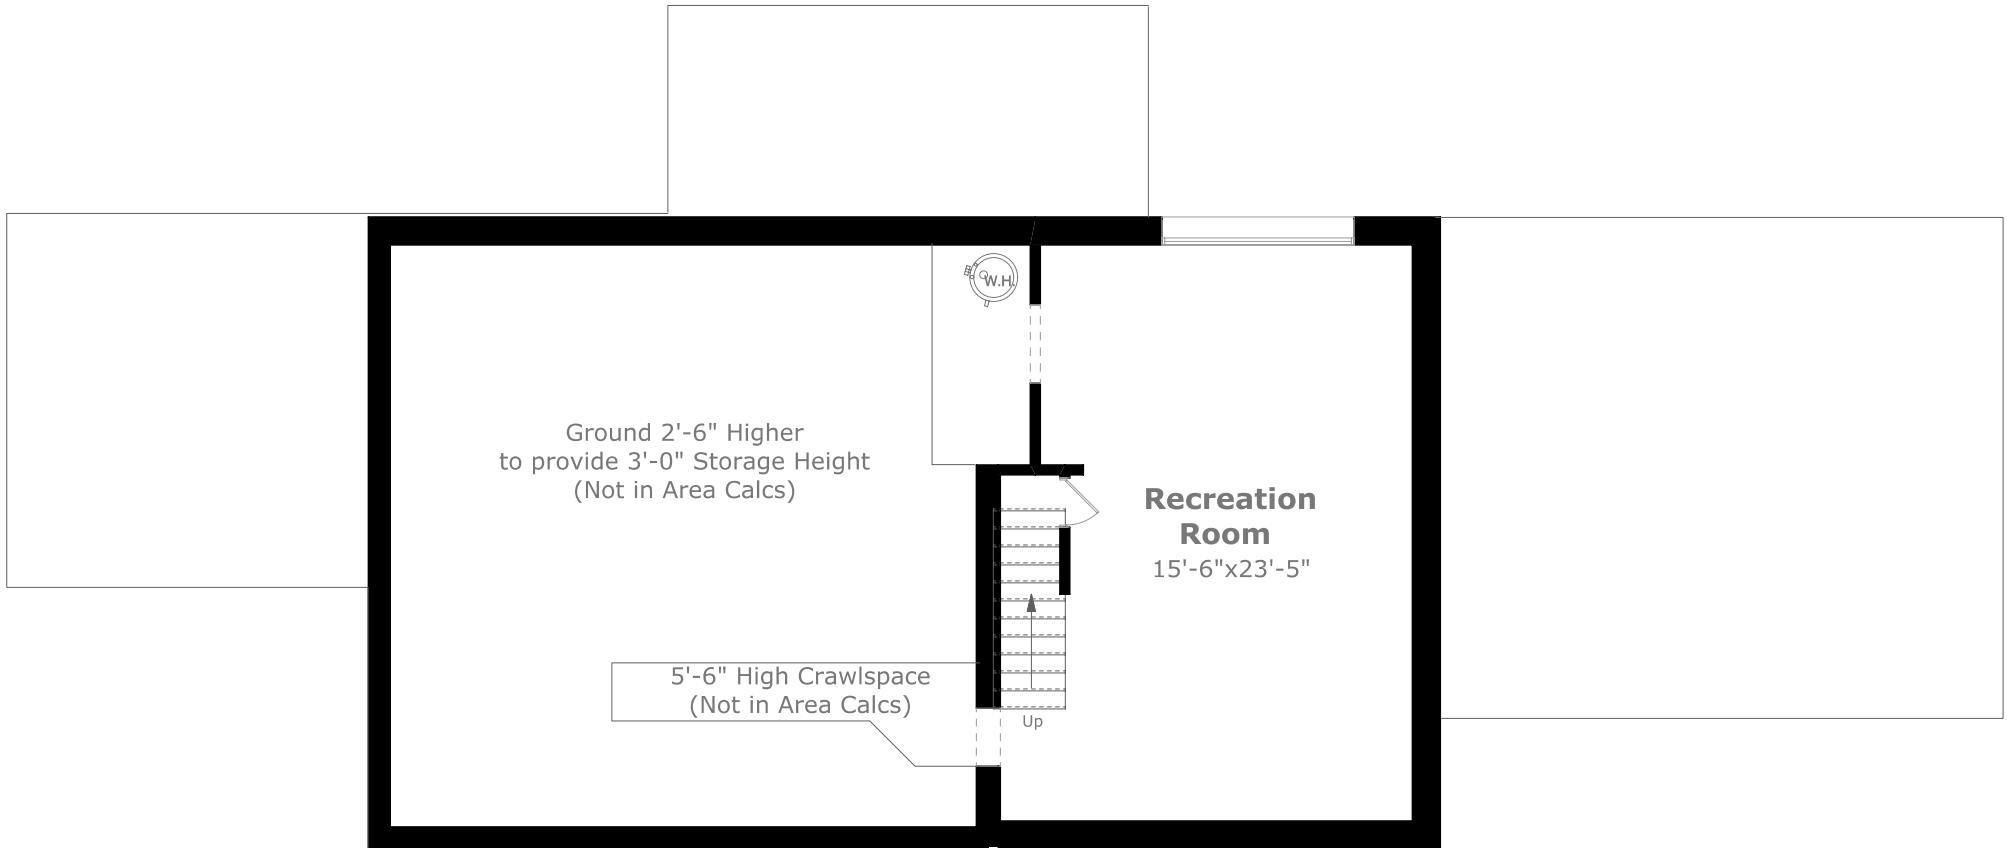 W.H.
Ground 2'-6" Higher
to provide 3'-0" Storage Height
(Not in Area Calcs)
Recreation
Room
15'-6"x23'-5"
5'-6" High Crawlspace
(Not in Area Calcs)
Up